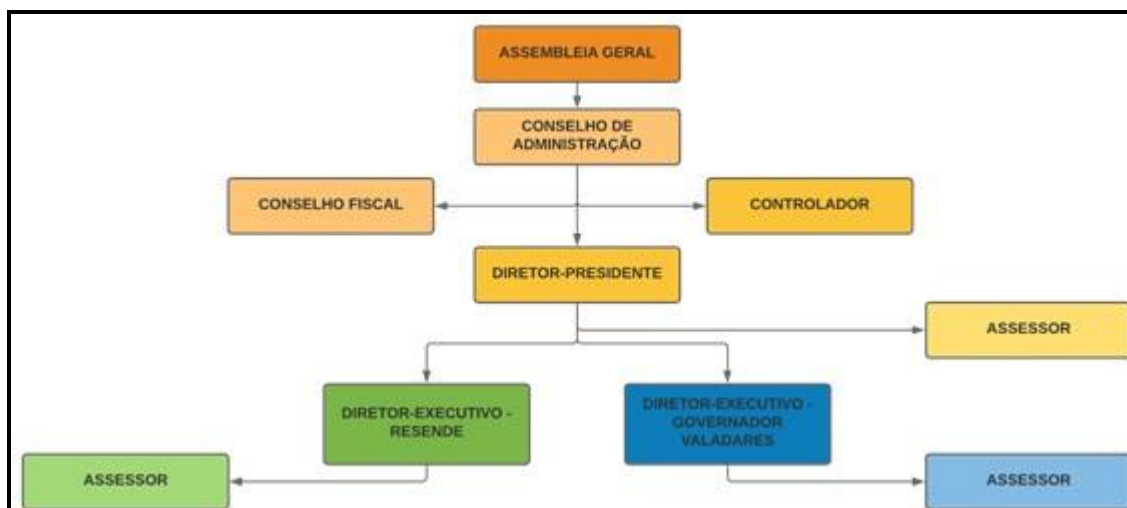 ASSEMBLEIA GERAL
CONSELHO DE
ADMINISTRAÇÃO
CONSELHO FISCAL
CONTROLADOR
DIRETOR-PRESIDENTE
ASSESSOR
DIRETOR-EXECUTIVO -
RESENDE
DIRETOR-EXECUTIVO -
GOVERNADOR
VALADARES
ASSESSOR
ASSESSOR